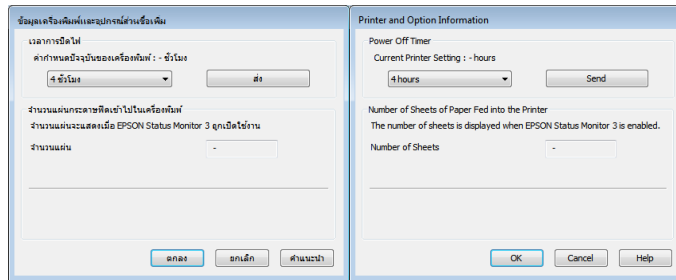 ข้อมูลเครื่องพิมพ์และอุปกรณ์ส่วนเชื่อเพิ่ม
เวลาการปิดไฟ
ค่ากำหนดปัจจุบันของเครื่องพิมพ์ : - ชั่วโมง
4 ชั่วโมง
ส่ง
จำนวนแผ่นกระดาษฟีดเข้าไปในเครื่องพิมพ์
จำนวนแผ่นจะแสดงเมื่อ EPSON Status Monitor 3 ถูกเปิดใช้งาน
จำนวนแผ่น
-
ตกลง
ยกเลิก
คำแนะนำ
Printer and Option Information
Power Off Timer
Current Printer Setting : - hours
4 hours
Send
Number of Sheets of Paper Fed into the Printer
The number of sheets is displayed when EPSON Status Monitor 3 is enabled.
Number of Sheets
-
OK
Cancel
Help